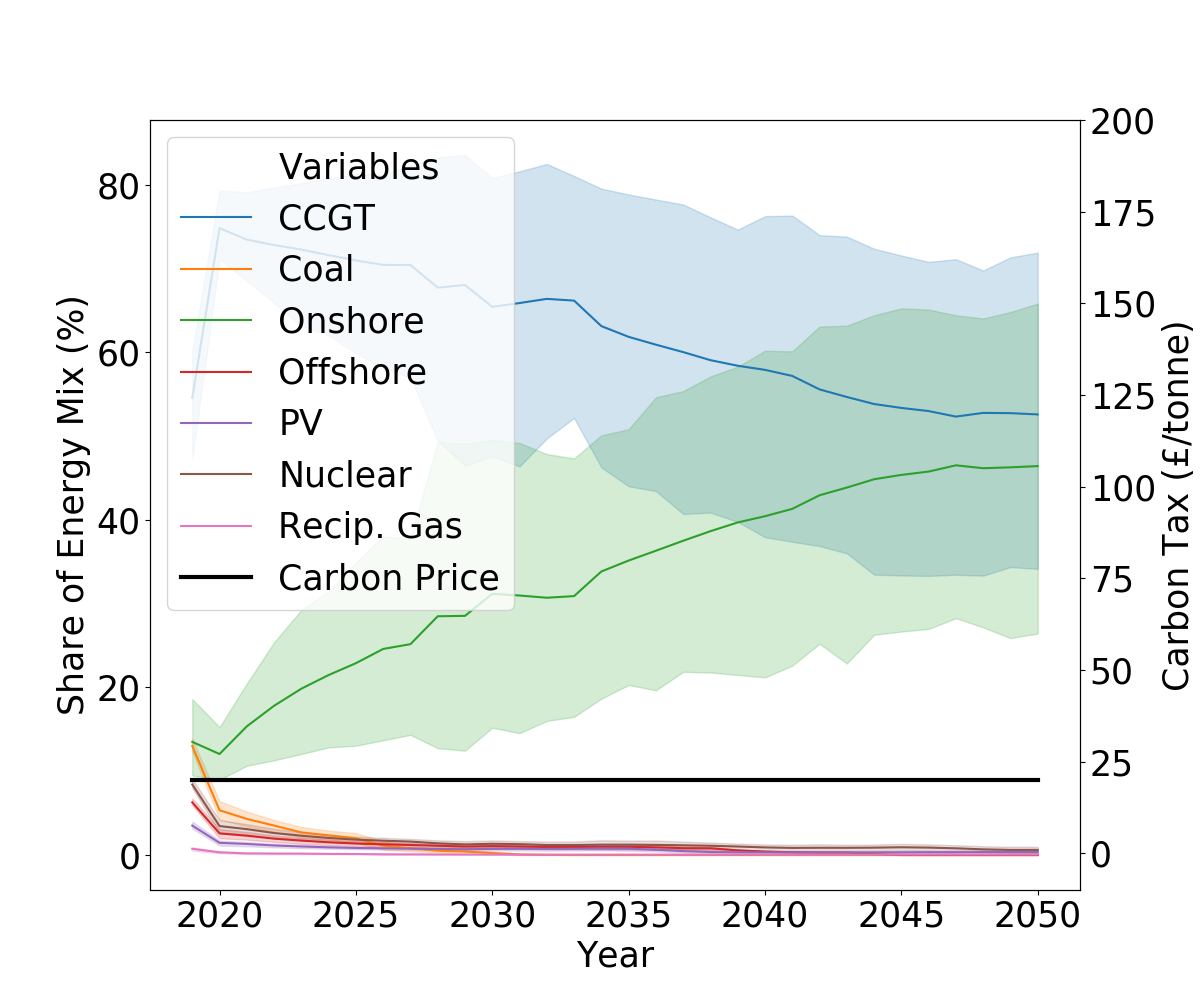 Variables
CCGT
Coal
Onshore
Offshore
PV
Nuclear
Recip. Gas
Carbon Price
Share of Energy Mix (%)
80
60
40
20
0
200
175
150
125
100
75
50
25
0
Carbon Tax (£/tonne)
2020 2025 2030 2035 2040 2045 2050
Year